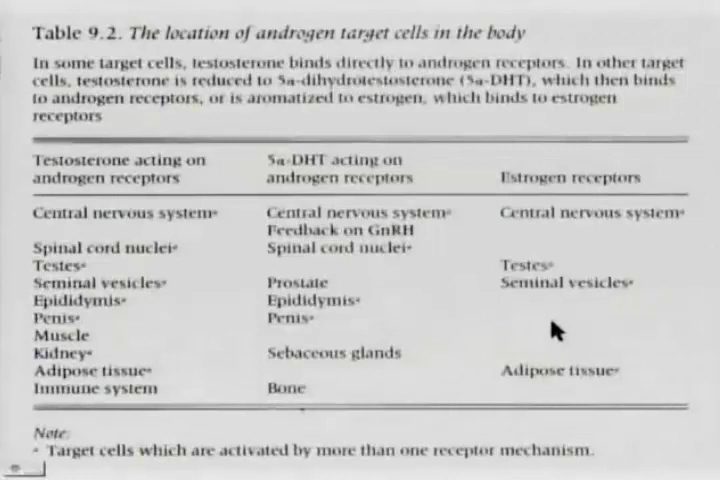 Table 9.2. The location of androgen target cells in the body
In some target cells, testosterone binds directly to androgen receptors. In other target
cells, testosterone is reduced to 5a-dihydrotestosterone (5a-DHT), which then binds
to androgen receptors, or is aromatized to estrogen, which binds to estrogen
receptors
Testosterone acting on 5a-DHT acting on
androgen receptors androgen receptors Estrogen receptors
Central nervous system* Central nervous system* Central nervous system*
Feedback on GnRH
Spinal cord nuclei* Spinal cord nuclei*
Testes* Testes*
Seminal vesicles* Prostate Seminal vesicles*
Epididymis* Epididymis*
Penis* Penis*
Muscle
Kidney* Sebaceous glands
Adipose tissue* Adipose tissue*
Immune system Bone
Note:
* Target cells which are activated by more than one receptor mechanism.